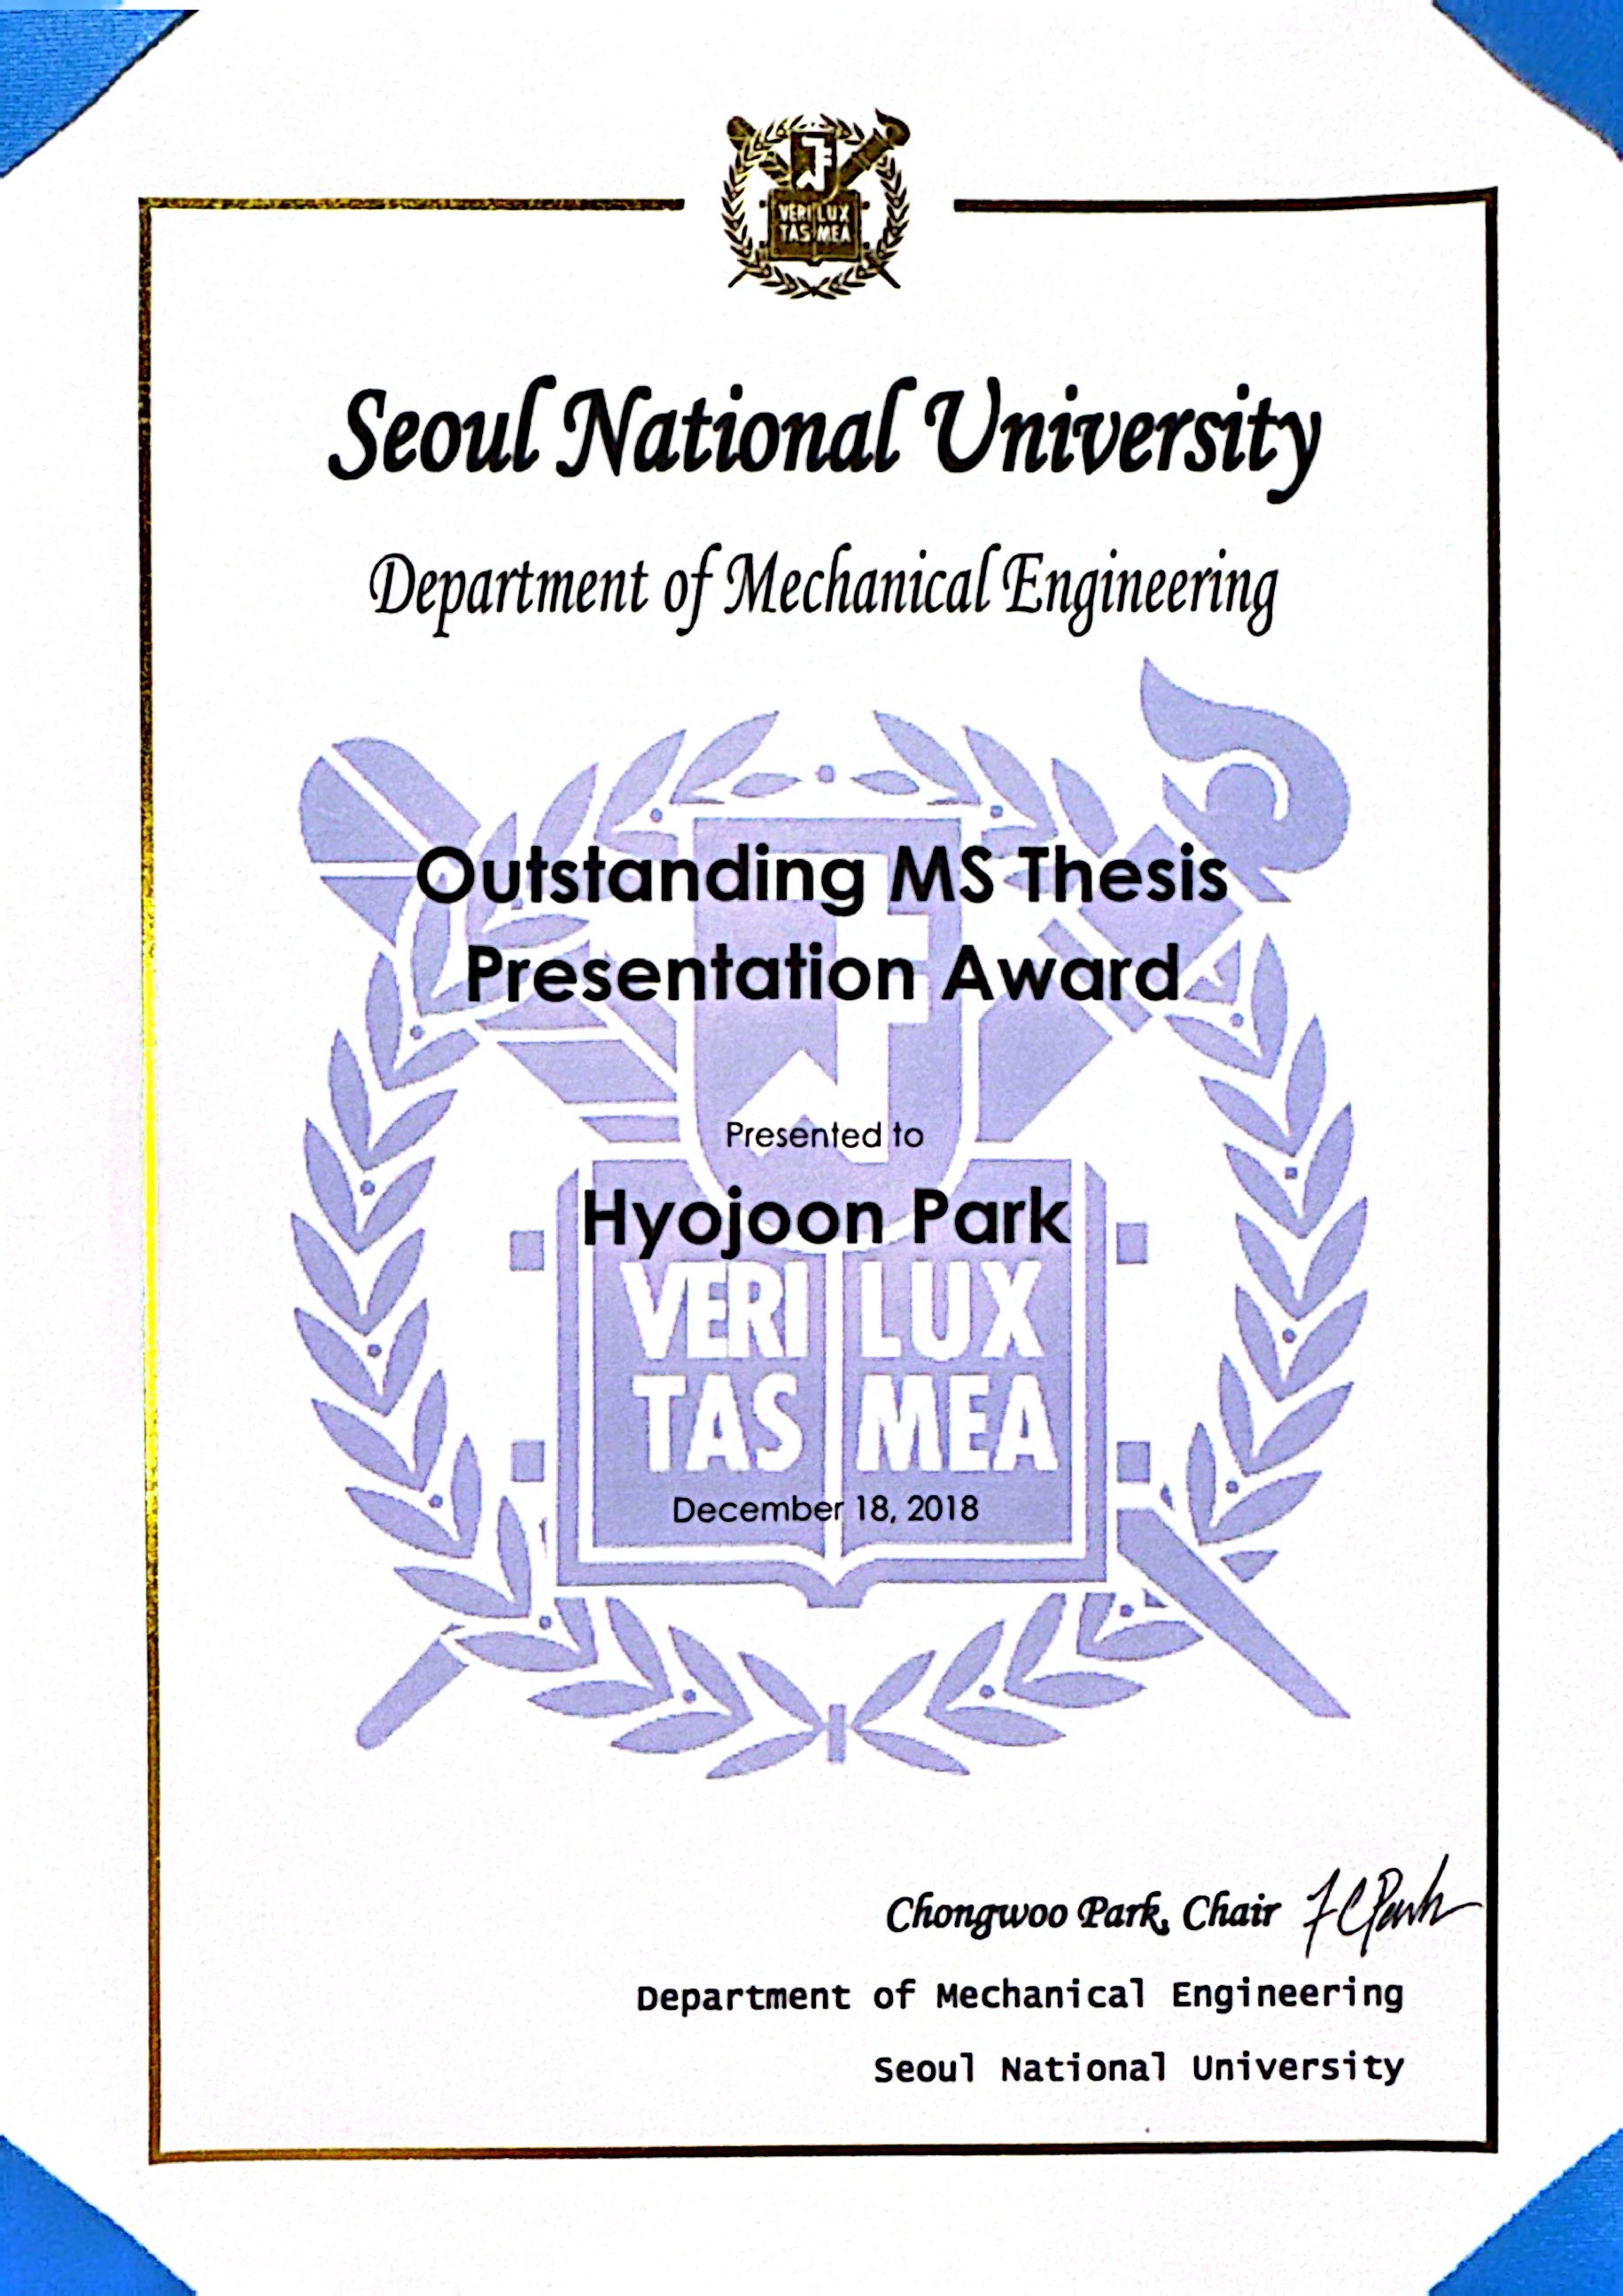 VERI LUX
TAS MEA
Seoul National University
Department of Mechanical Engineering
Outstanding MS Thesis
Presentation Award
Presented to
Hyojoon Park
VERI LUX
TAS MEA
December 18, 2018
Chongwoo Park, Chair FCPark
Department of Mechanical Engineering
Seoul National University